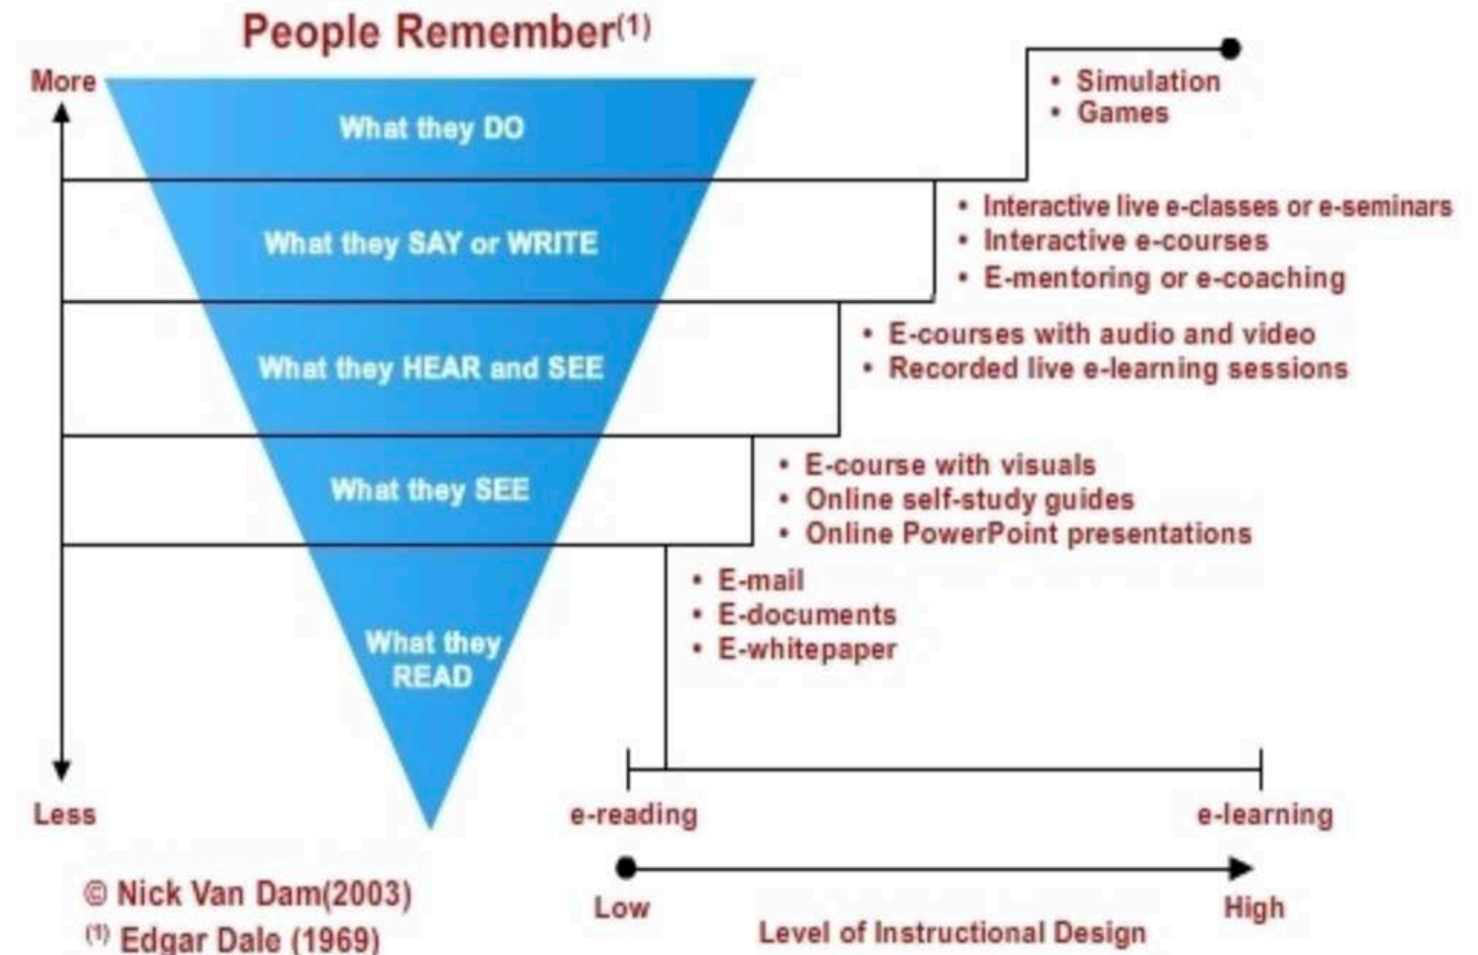 People Remember(1)
More
What they DO
• Simulation
• Games
What they SAY or WRITE
• Interactive live e-classes or e-seminars
• Interactive e-courses
• E-mentoring or e-coaching
What they HEAR and SEE
• E-courses with audio and video
• Recorded live e-learning sessions
What they SEE
• E-course with visuals
• Online self-study guides
• Online PowerPoint presentations
What they
READ
• E-mail
• E-documents
• E-whitepaper
Less
e-reading
e-learning
Low
High
Level of Instructional Design
© Nick Van Dam(2003)
(1) Edgar Dale (1969)